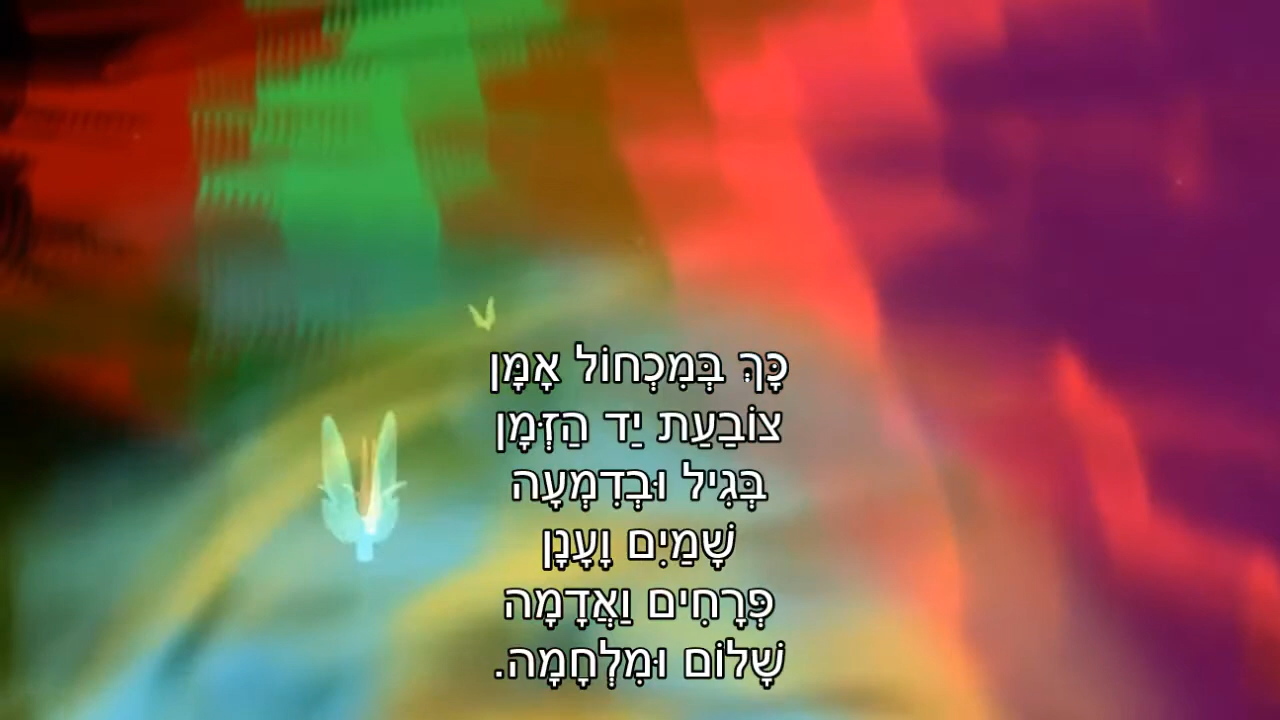 כָּךְ בְּמִכְחוֹל אָמָּן
צוֹבַעַת יַד הַזְּמָן
בְּגִיל וּבְדִמְעָה
שָׁמַיִם וָעָנָן
פְּרָחִים וַאֲדָמָה
שָׁלוֹם וּמִלְחָמָה.